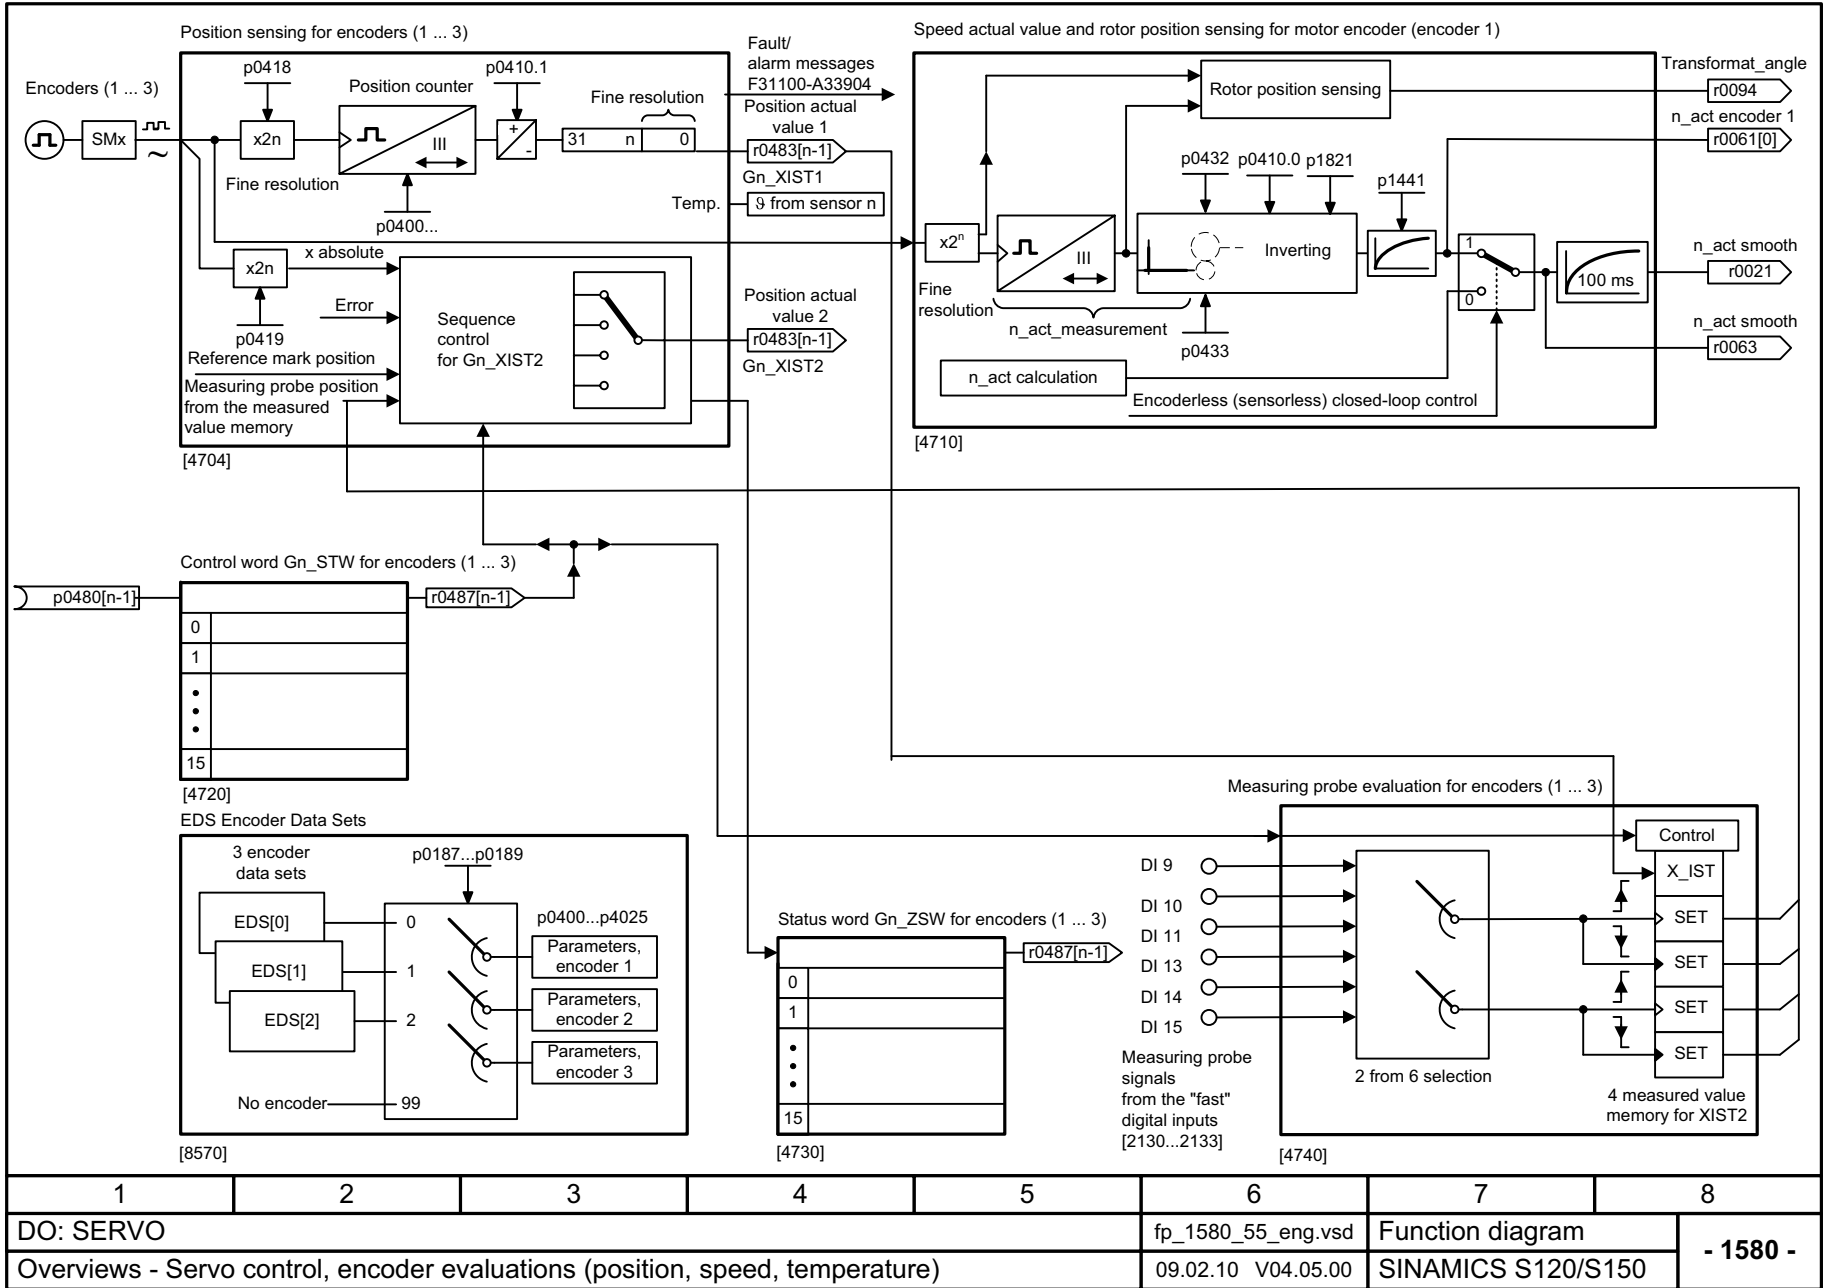 Position sensing for encoders (1 ... 3)
Encoders (1 ... 3)
SMx
p0418
x2n
Fine resolution
Position counter
III
p0400...
p0410.1
+
-
Fine resolution
31 n 0
x2n
p0419
x absolute
Error
Reference mark position
Measuring probe position
from the measured
value memory
Sequence
control
for Gn_XIST2
[4704]
Fault/
alarm messages
F31100-A33904
Position actual
value 1
r0483[n-1]
Gn_XIST1
Temp.
ϑ from sensor n
Position actual
value 2
r0483[n-1]
Gn_XIST2
Speed actual value and rotor position sensing for motor encoder (encoder 1)
Rotor position sensing
x2ⁿ
Fine
resolution
III
n_act_measurement
p0432 p0410.0 p1821
Inverting
p0433
p1441
1
0
100 ms
n_act calculation
Encoderless (sensorless) closed-loop control
[4710]
Transformat_angle
r0094
n_act encoder 1
r0061[0]
n_act smooth
r0021
n_act smooth
r0063
Control word Gn_STW for encoders (1 ... 3)
p0480[n-1]
r0487[n-1]
0
1
15
[4720]
EDS Encoder Data Sets
3 encoder
data sets
EDS[0]
EDS[1]
EDS[2]
No encoder
p0187...p0189
0
1
2
99
p0400...p4025
Parameters,
encoder 1
Parameters,
encoder 2
Parameters,
encoder 3
[8570]
Status word Gn_ZSW for encoders (1 ... 3)
r0487[n-1]
0
1
15
[4730]
Measuring probe evaluation for encoders (1 ... 3)
DI 9
DI 10
DI 11
DI 13
DI 14
DI 15
Measuring probe
signals
from the "fast"
digital inputs
[2130...2133]
2 from 6 selection
Control
X_IST
SET
SET
SET
SET
4 measured value
memory for XIST2
[4740]
1 2 3 4 5 6 7 8
DO: SERVO
fp_1580_55_eng.vsd
Function diagram
- 1580 -
Overviews - Servo control, encoder evaluations (position, speed, temperature)
09.02.10 V04.05.00
SINAMICS S120/S150